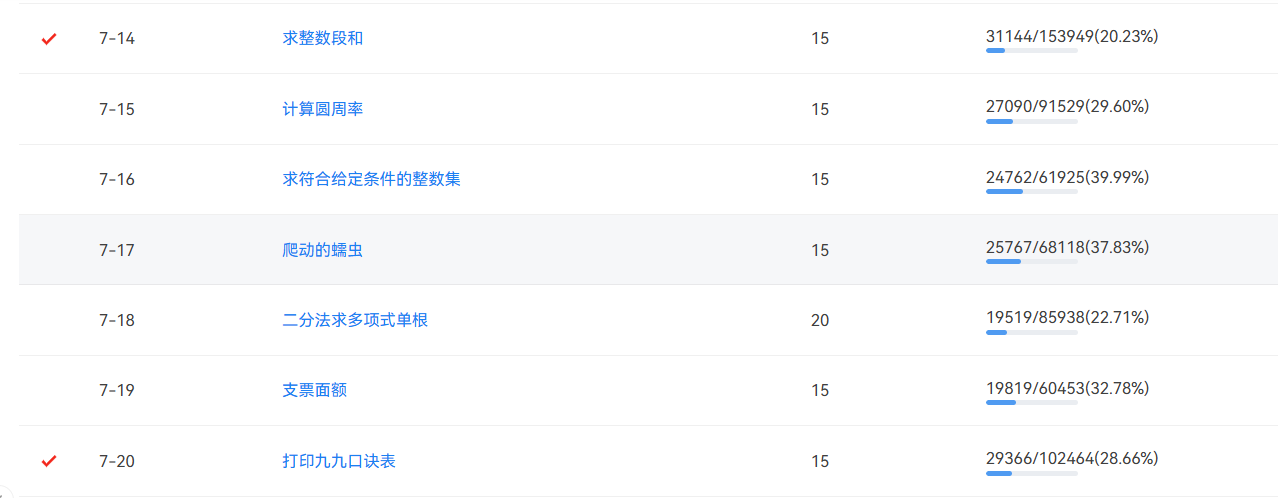 7-14 求整数段和 15 31144/153949(20.23%)
7-15 计算圆周率 15 27090/91529(29.60%)
7-16 求符合给定条件的整数集 15 24762/61925(39.99%)
7-17 爬动的蠕虫 15 25767/68118(37.83%)
7-18 二分法求多项式单根 20 19519/85938(22.71%)
7-19 支票面额 15 19819/60453(32.78%)
7-20 打印九九口诀表 15 29366/102464(28.66%)